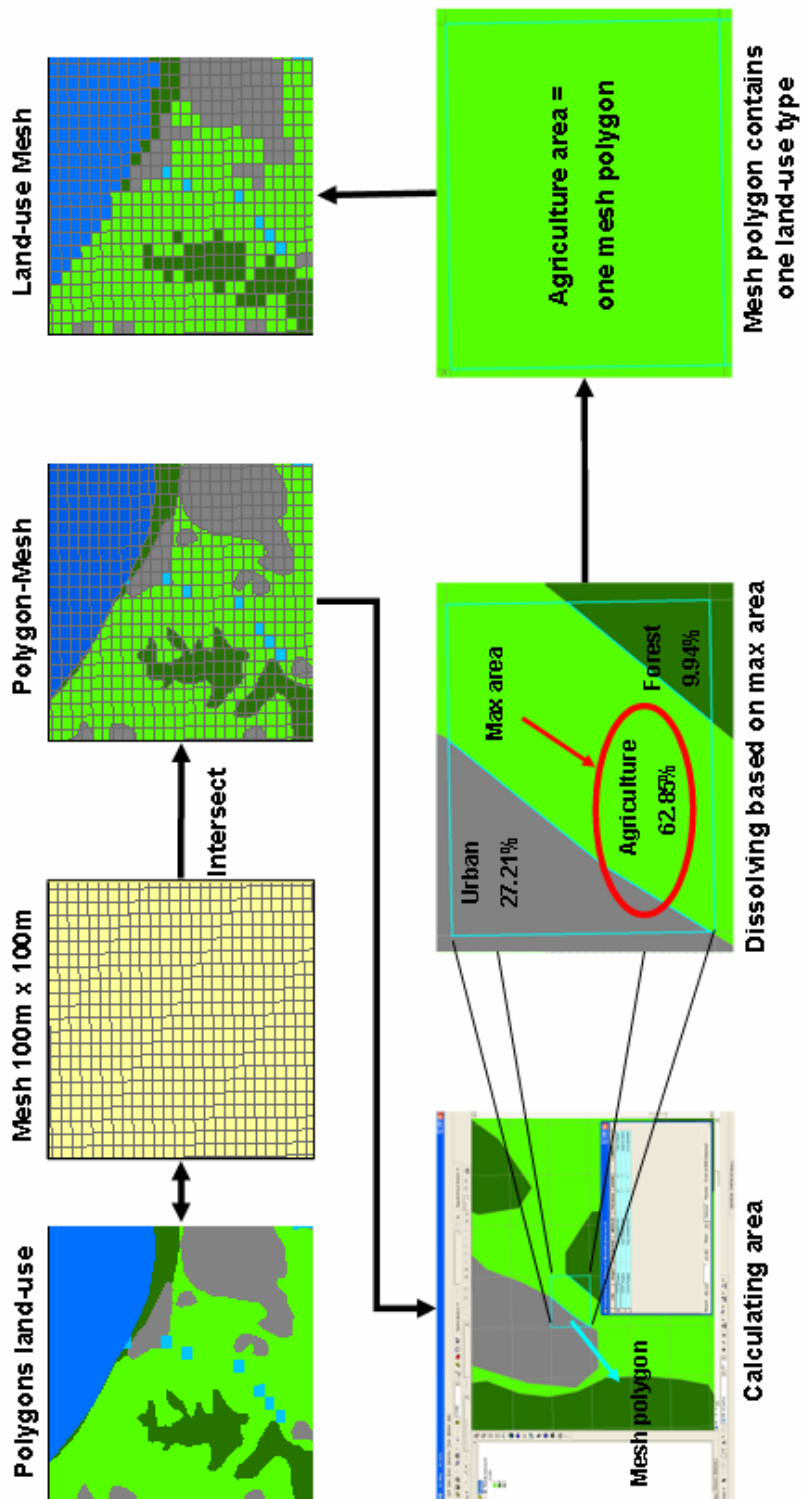 Polygons land-use
Mesh 100m x 100m
Intersect
Polygon-Mesh
Land-use Mesh
Mesh polygon
Calculating area
Urban
27.21%
Max area
Agriculture
62.85%
Forest
9.94%
Dissolving based on max area
Agriculture area =
one mesh polygon
Mesh polygon contains
one land-use type